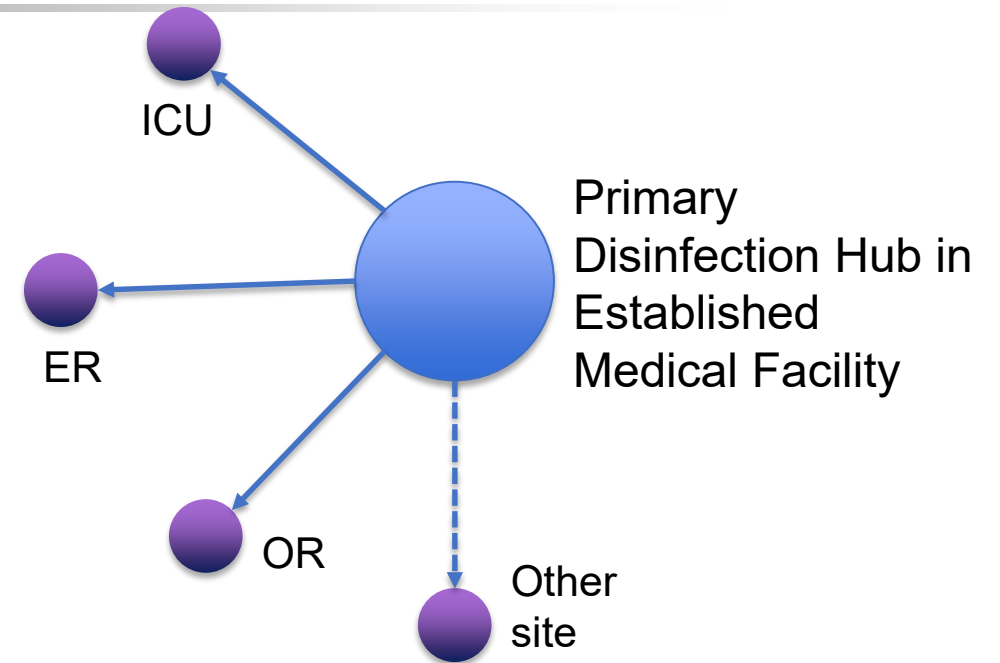 ICU
Primary
Disinfection Hub in
Established
Medical Facility
ER
OR
Other
site